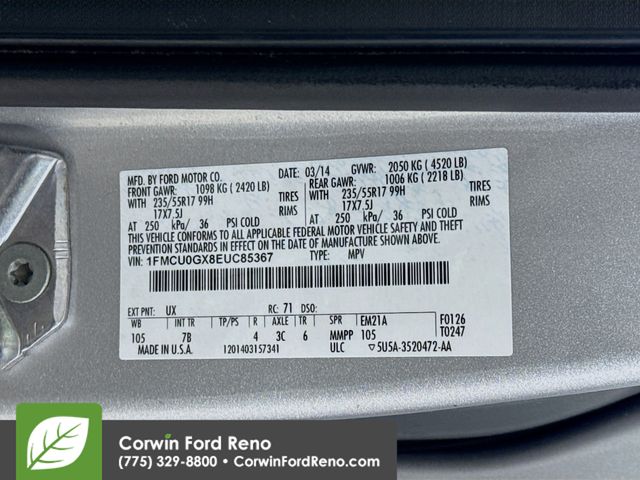 MFD. BY FORD MOTOR CO.
DATE: 03/14 GVWR: 2050 KG ( 4520 LB)
FRONT GAWR: 1098 KG ( 2420 LB) REAR GAWR: 1006 KG ( 2218 LB)
WITH 235/55R17 99H TIRES WITH 235/55R17 99H TIRES
17X7.5J RIMS 17X7.5J RIMS
AT 250 kPa/ 36 PSI COLD AT 250 kPa/ 36 PSI COLD
THIS VEHICLE CONFORMS TO ALL APPLICABLE FEDERAL MOTOR VEHICLE SAFETY AND
THEFT PREVENTION STANDARDS IN EFFECT ON THE DATE OF MANUFACTURE SHOWN ABOVE.
VIN: 1FMCU0GX8EUC85367 TYPE: MPV
EXT PNT: UX RC: 71 DSO:
WB INT TR TP/PS R AXLE TR SPR EM21A F0126
105 7B 4 3C 6 MMPP 105 T0247
MADE IN U.S.A. 1201403157341 ULC 5U5A-3520472-AA
Corwin Ford Reno
(775) 329-8800 • CorwinFordReno.com